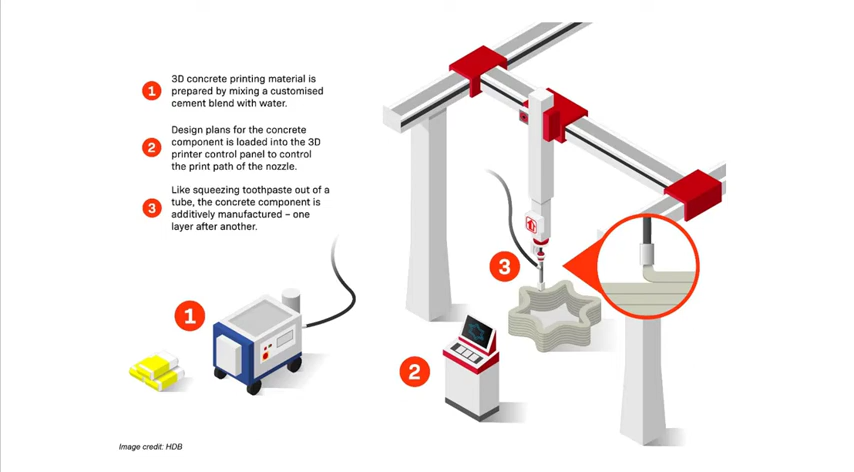 1
3D concrete printing material is
prepared by mixing a customised
cement blend with water.
2
Design plans for the concrete
component is loaded into the 3D
printer control panel to control
the print path of the nozzle.
3
Like squeezing toothpaste out of a
tube, the concrete component is
additively manufactured – one
layer after another.
3
1
2
Image credit: HDB